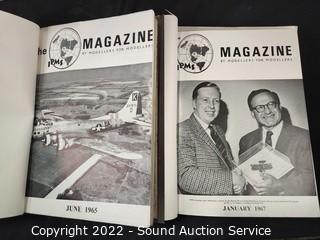 the
MAGAZINE
IPMS
BY MODELLERS FOR MODELLERS
JUNE 1965
MAGAZINE
IPMS
BY MODELLERS FOR MODELLERS
JANUARY 1967
Copyright 2022 - Sound Auction Service